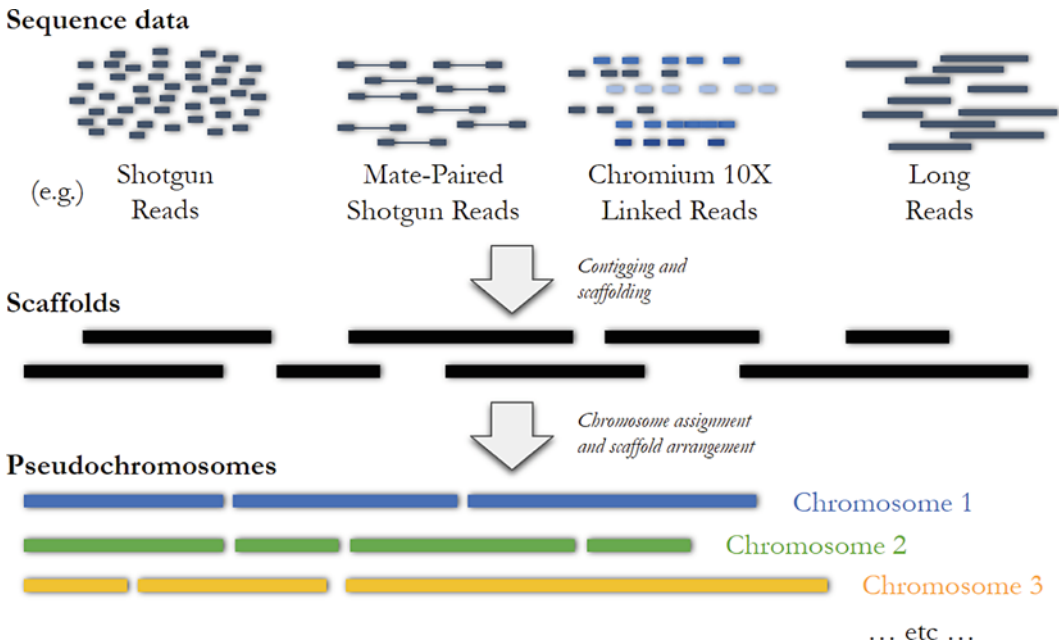 Sequence data
(e.g.)
Shotgun
Reads
Mate-Paired
Shotgun Reads
Chromium 10X
Linked Reads
Long
Reads
Contigging and
scaffolding
Scaffolds
Chromosome assignment
and scaffold arrangement
Pseudochromosomes
Chromosome 1
Chromosome 2
Chromosome 3
... etc ...